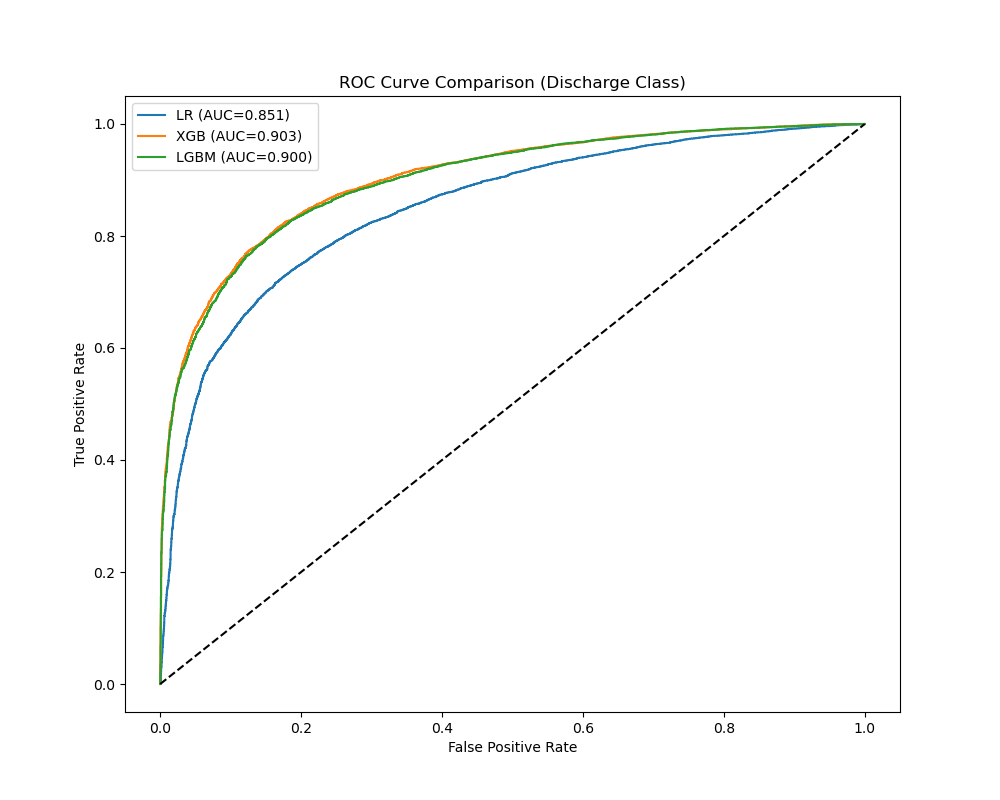 ROC Curve Comparison (Discharge Class)
LR (AUC=0.851)
XGB (AUC=0.903)
LGBM (AUC=0.900)
True Positive Rate
1.0
0.8
0.6
0.4
0.2
0.0
0.0 0.2 0.4 0.6 0.8 1.0
False Positive Rate